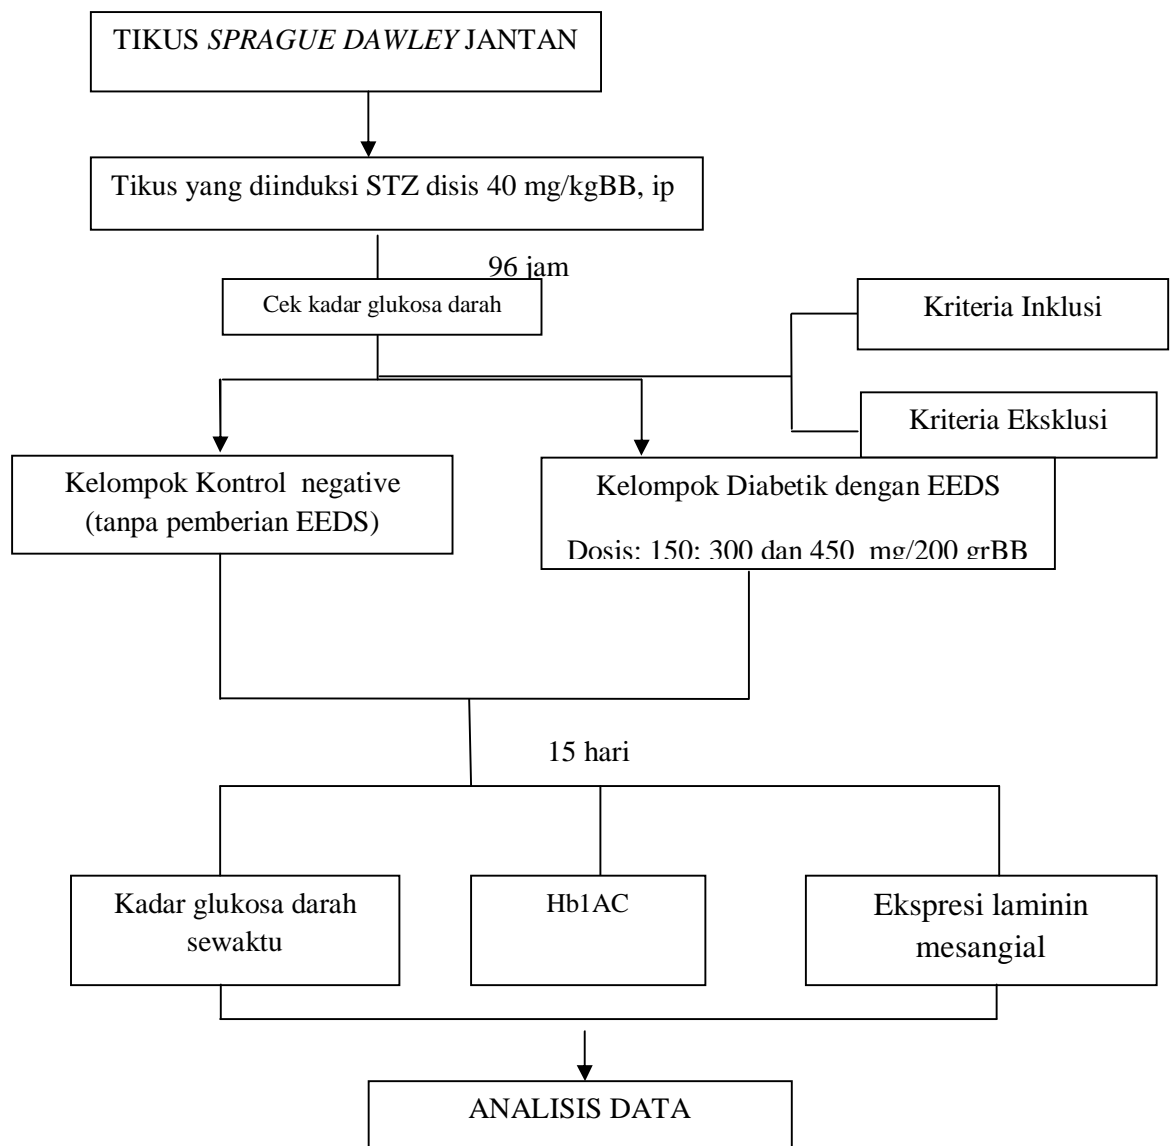 TIKUS SPRAGUE DAWLEY JANTAN
Tikus yang diinduksi STZ disis 40 mg/kgBB, ip
96 jam
Cek kadar glukosa darah
Kriteria Inklusi
Kriteria Eksklusi
Kelompok Kontrol negative
(tanpa pemberian EEDS)
Kelompok Diabetik dengan EEDS
Dosis: 150; 300 dan 450 mg/200 grBB
15 hari
Kadar glukosa darah
sewaktu
Hb1AC
Ekspresi laminin
mesangial
ANALISIS DATA